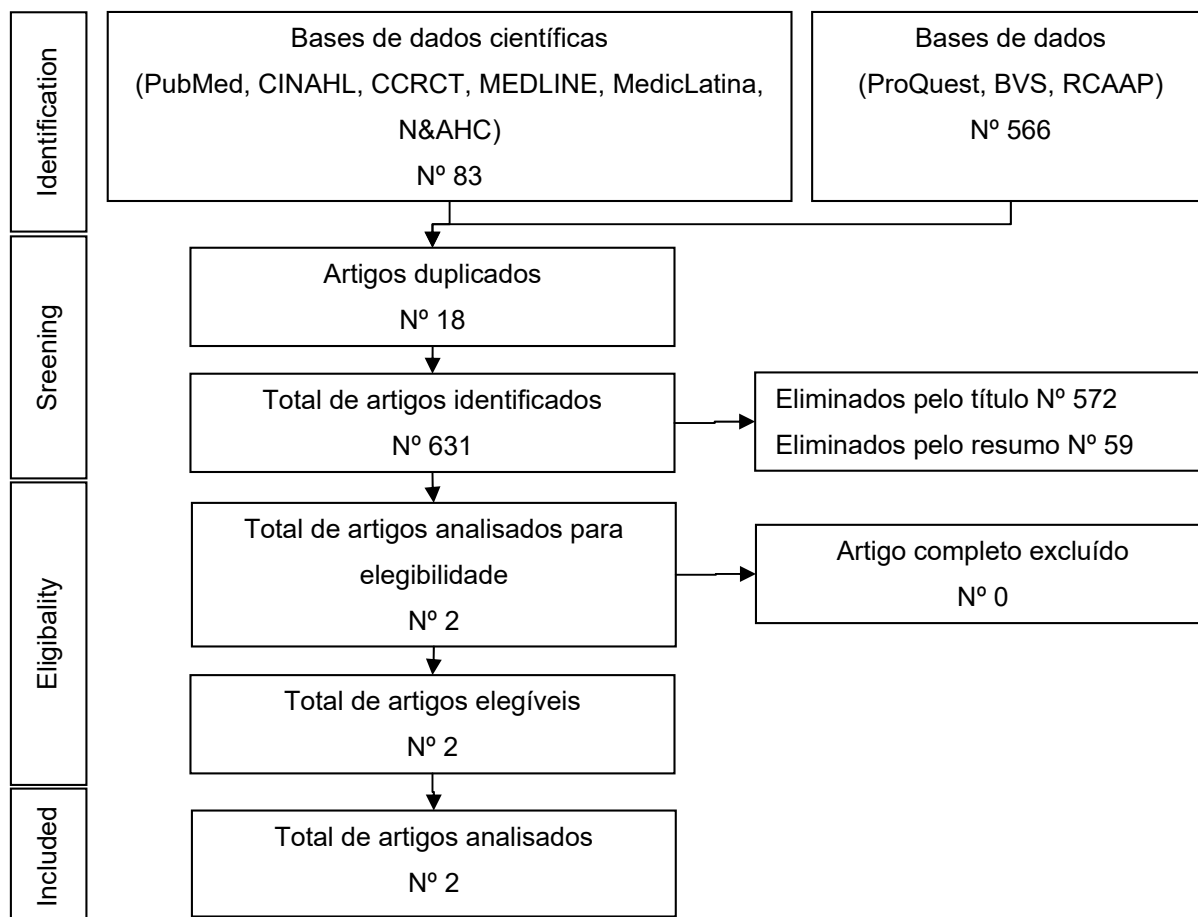 Identification
Bases de dados científicas
(PubMed, CINAHL, CCRCT, MEDLINE, MedicLatina,
N&AHC)
Nº 83
Bases de dados
(ProQuest, BVS, RCAAP)
Nº 566
Sreening
Artigos duplicados
Nº 18
Total de artigos identificados
Nº 631
Eliminados pelo título Nº 572
Eliminados pelo resumo Nº 59
Eligibality
Total de artigos analisados para
elegibilidade
Nº 2
Artigo completo excluído
Nº 0
Total de artigos elegíveis
Nº 2
Included
Total de artigos analisados
Nº 2